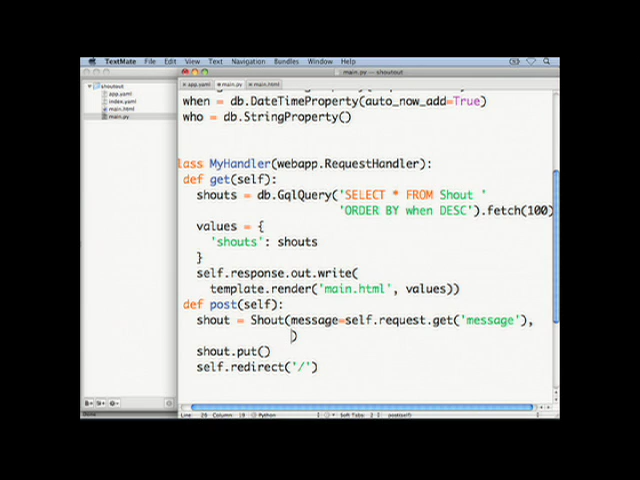 TextMate File Edit View Text Navigation Bundles Window Help
main.py — shoutout
shoutout
app.yaml
index.yaml
main.html
main.py
app.yaml main.py main.html
when = db.DateTimeProperty(auto_now_add=True)
who = db.StringProperty()
lass MyHandler(webapp.RequestHandler):
def get(self):
shouts = db.GqlQuery('SELECT * FROM Shout '
'ORDER BY when DESC').fetch(100)
values = {
'shouts': shouts
}
self.response.out.write(
template.render('main.html', values))
def post(self):
shout = Shout(message=self.request.get('message'),
)
shout.put()
self.redirect('/')
Column: Python Soft Tabs: 2 post(self)